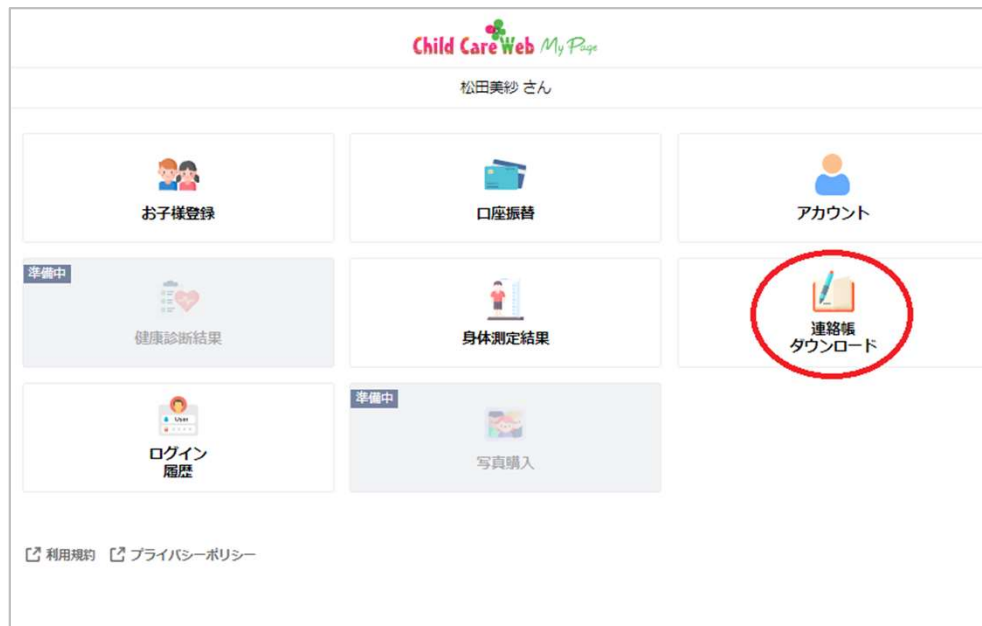 Child Care Web My Page
松田美紗 さん
お子様登録
口座振替
アカウント
準備中
健康診断結果
身体測定結果
連絡帳
ダウンロード
User
ログイン
履歴
準備中
写真購入
利用規約 プライバシーポリシー